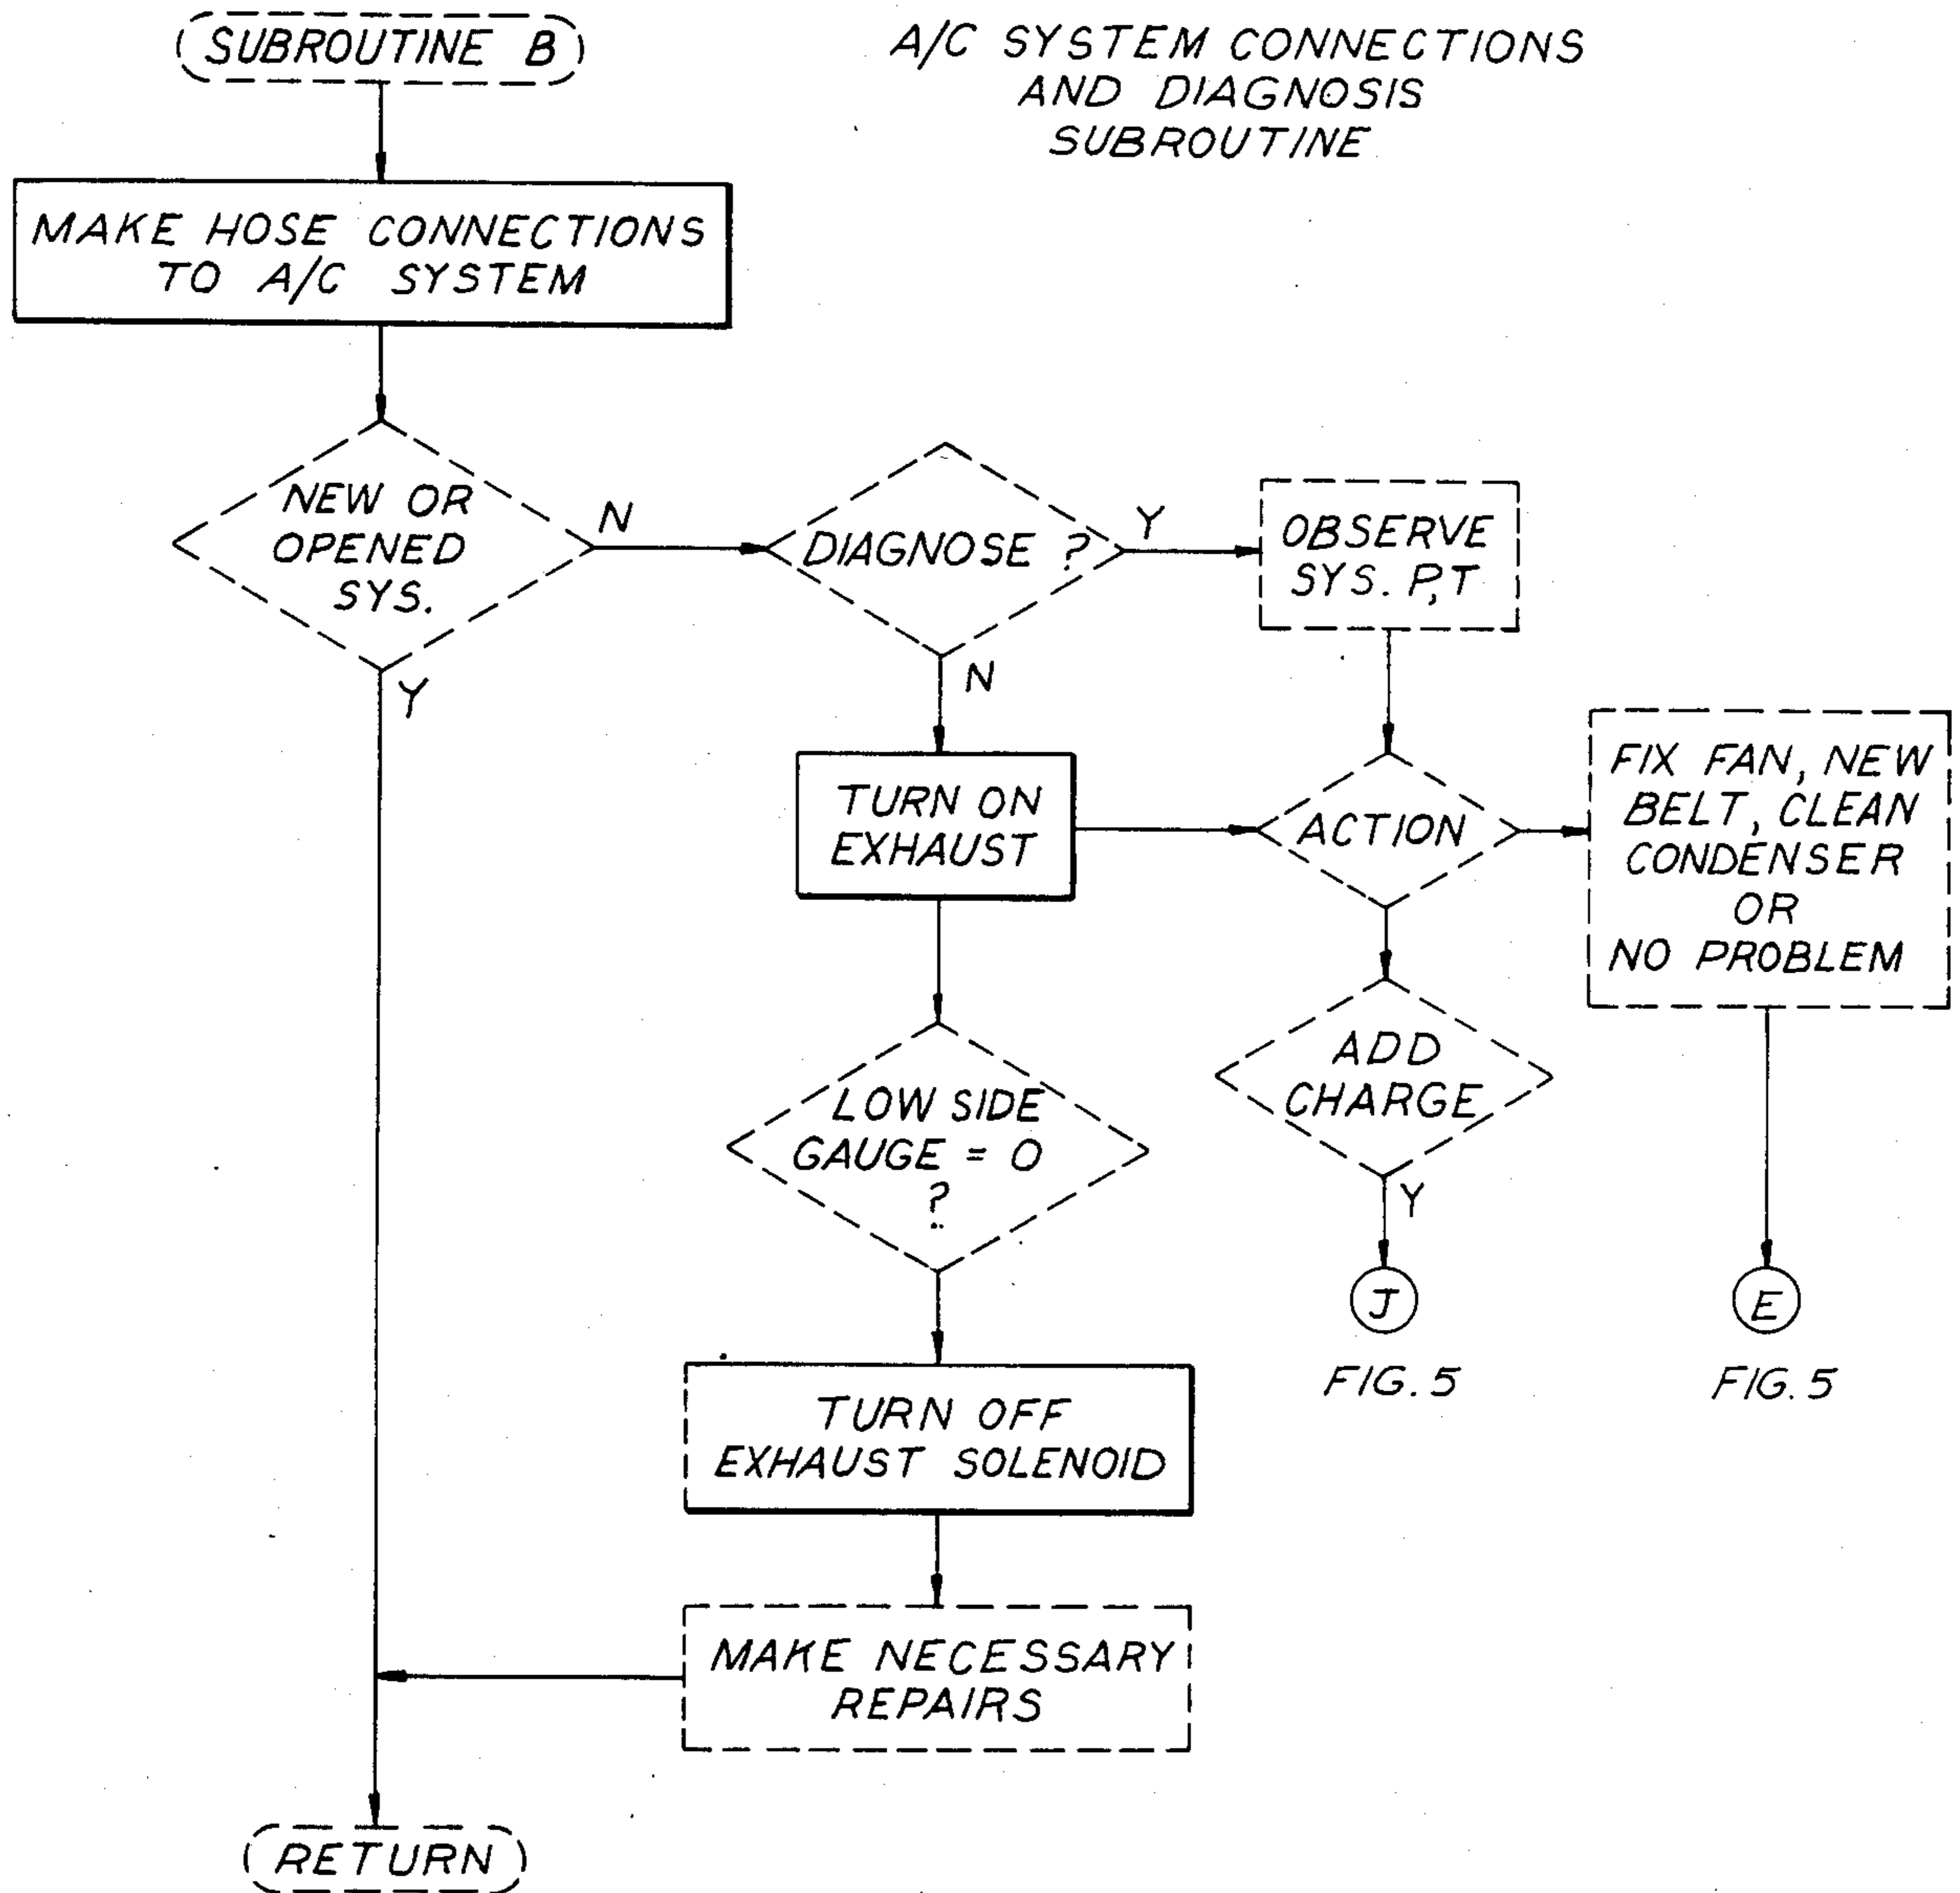 SUBROUTINE B
A/C SYSTEM CONNECTIONS
AND DIAGNOSIS
SUBROUTINE
MAKE HOSE CONNECTIONS
TO A/C SYSTEM
NEW OR
OPENED
SYS.
N
Y
DIAGNOSE ?
Y
N
OBSERVE
SYS. P,T
TURN ON
EXHAUST
ACTION
FIX FAN, NEW
BELT, CLEAN
CONDENSER
OR
NO PROBLEM
LOW SIDE
GAUGE = 0
?
ADD
CHARGE
Y
J
FIG. 5
E
FIG. 5
TURN OFF
EXHAUST SOLENOID
MAKE NECESSARY
REPAIRS
RETURN